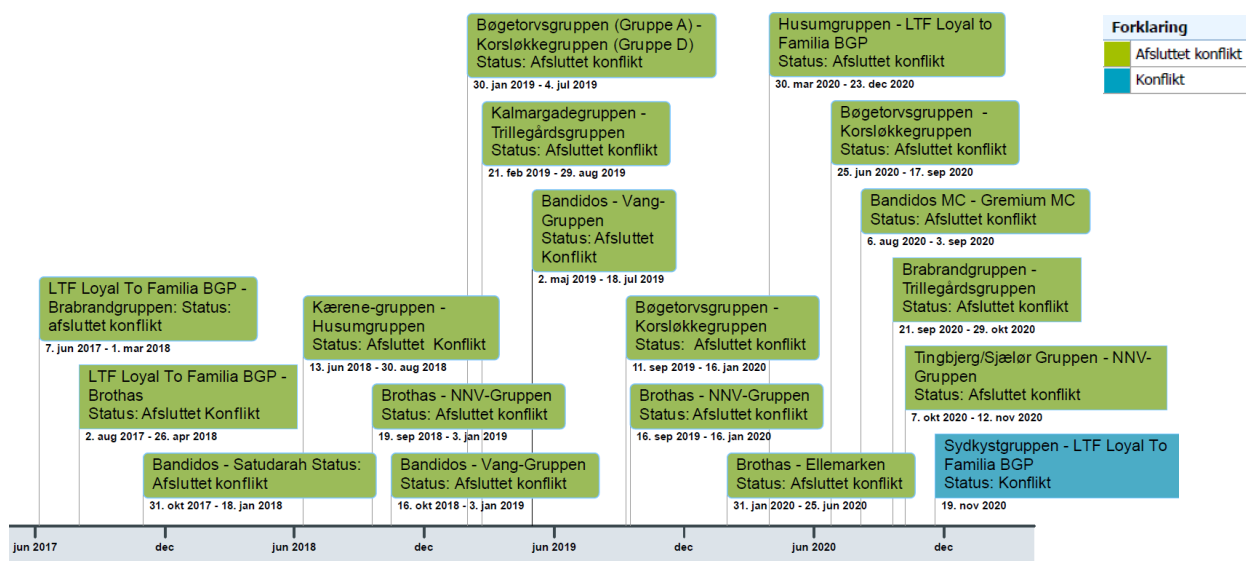 Bøgetorvsgruppen (Gruppe A) -
Korsløkkegruppen (Gruppe D)
Status: Afsluttet konflikt
30. jan 2019 - 4. jul 2019
Kalmargadegruppen -
Trillegårdsgruppen
Status: Afsluttet konflikt
21. feb 2019 - 29. aug 2019
Bandidos - Vang-
Gruppen
Status: Afsluttet
Konflikt
2. maj 2019 - 18. jul 2019
LTF Loyal To Familia BGP -
Brabrandgruppen: Status:
afsluttet konflikt
7. jun 2017 - 1. mar 2018
LTF Loyal To Familia BGP -
Brothas
Status: Afsluttet Konflikt
2. aug 2017 - 26. apr 2018
Bandidos - Satudarah Status:
Afsluttet konflikt
31. okt 2017 - 18. jan 2018
Kærene-gruppen -
Husumgruppen
Status: Afsluttet Konflikt
13. jun 2018 - 30. aug 2018
Brothas - NNV-Gruppen
Status: Afsluttet konflikt
19. sep 2018 - 3. jan 2019
Bandidos - Vang-Gruppen
Status: Afsluttet konflikt
16. okt 2018 - 3. jan 2019
Bøgetorvsgruppen -
Korsløkkegruppen
Status: Afsluttet konflikt
11. sep 2019 - 16. jan 2020
Brothas - NNV-Gruppen
Status: Afsluttet konflikt
16. sep 2019 - 16. jan 2020
Brothas - Ellemarken
Status: Afsluttet konflikt
31. jan 2020 - 25. jun 2020
Husumgruppen - LTF Loyal to
Familia BGP
Status: Afsluttet konflikt
30. mar 2020 - 23. dec 2020
Bøgetorvsgruppen -
Korsløkkegruppen
Status: Afsluttet konflikt
25. jun 2020 - 17. sep 2020
Bandidos MC - Gremium MC
Status: Afsluttet konflikt
6. aug 2020 - 3. sep 2020
Brabrandgruppen -
Trillegårdsgruppen
Status: Afsluttet konflikt
21. sep 2020 - 29. okt 2020
Tingbjerg/Sjælør Gruppen - NNV-
Gruppen
Status: Afsluttet konflikt
7. okt 2020 - 12. nov 2020
Sydkystgruppen - LTF Loyal To
Familia BGP
Status: Konflikt
19. nov 2020
Forklaring
Afsluttet konflikt
Konflikt
jun 2017
dec
jun 2018
dec
jun 2019
dec
jun 2020
dec